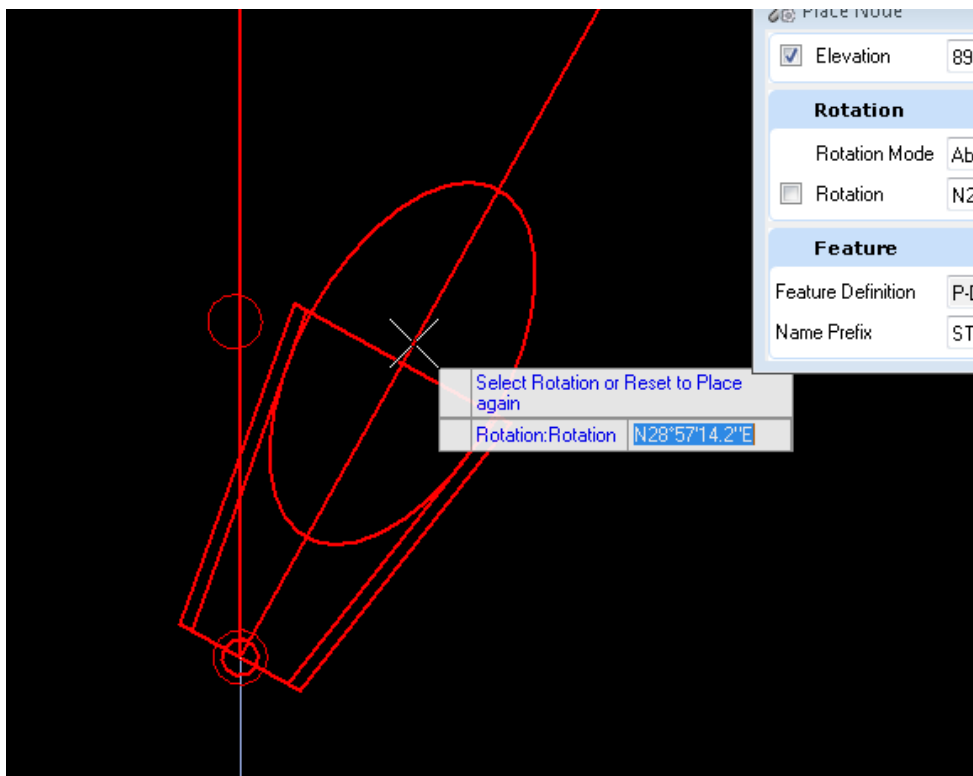 Place Node
Elevation 89
Rotation
Rotation Mode Ab
Rotation N2
Feature
Feature Definition P-D
Name Prefix ST
Select Rotation or Reset to Place
again
Rotation:Rotation N28°57'14.2"E